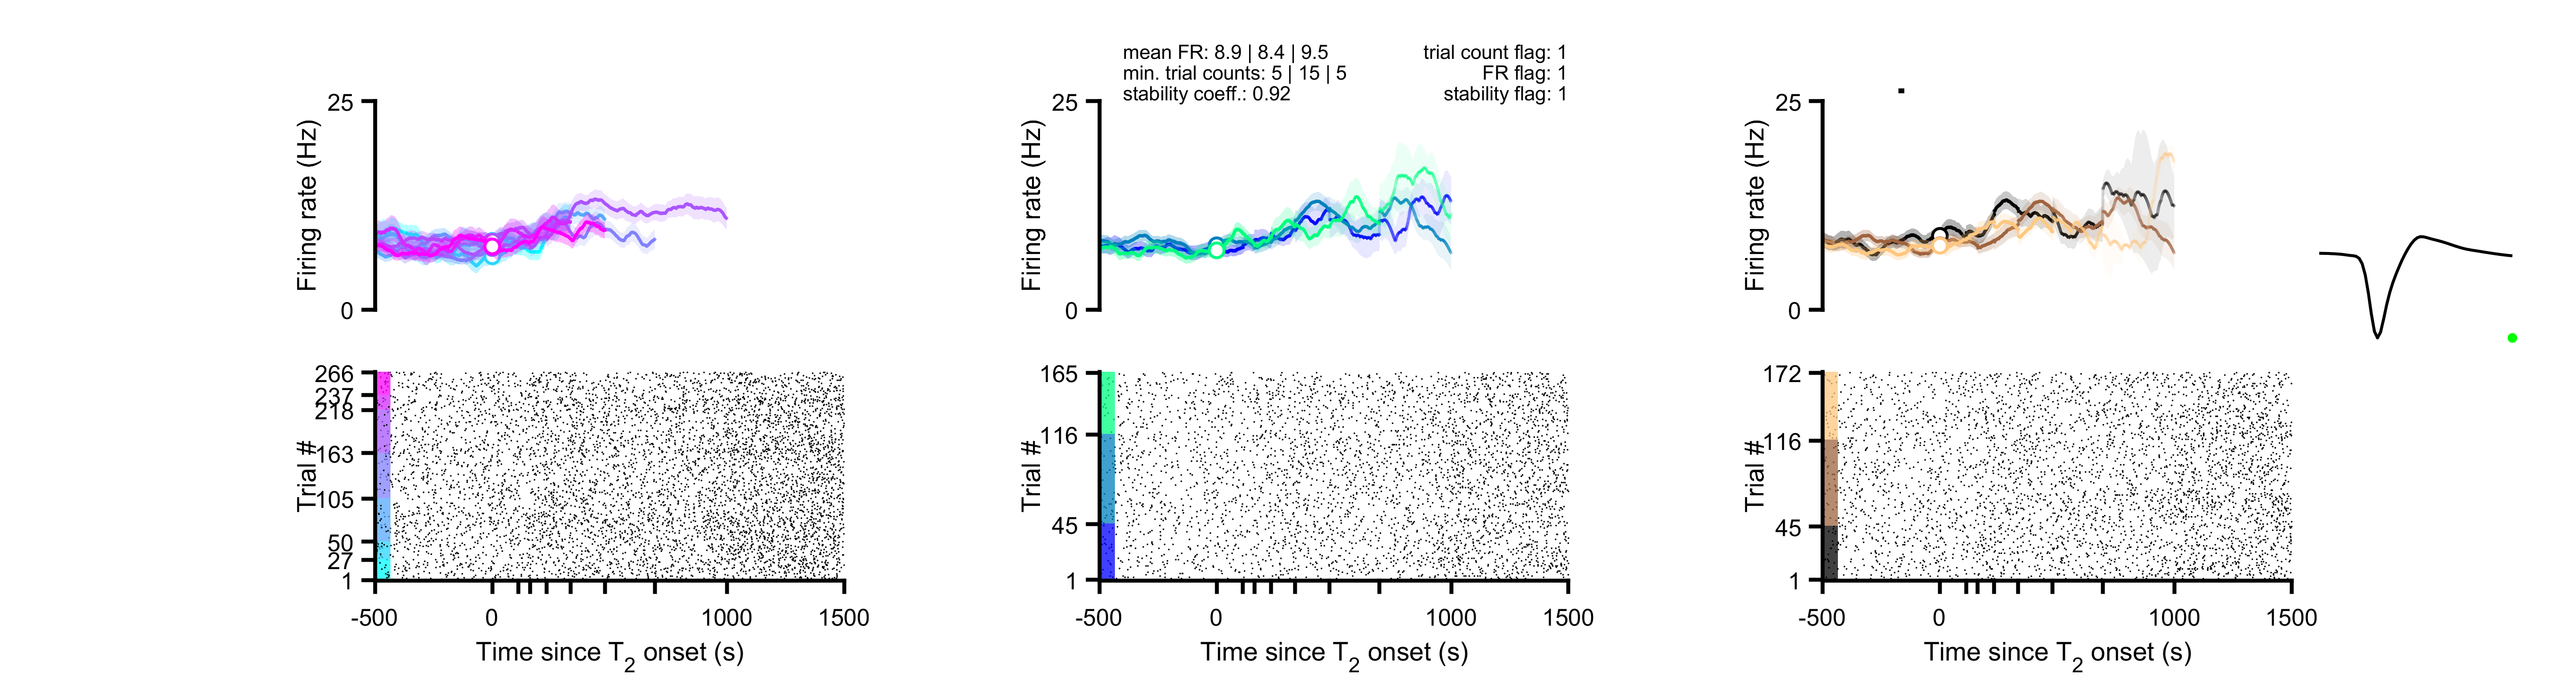 mean FR: 8.9 | 8.4 | 9.5
min. trial counts: 5 | 15 | 5
stability coeff.: 0.92
trial count flag: 1
FR flag: 1
stability flag: 1
25
Firing rate (Hz)
0
25
Firing rate (Hz)
0
25
Firing rate (Hz)
0
266
237
218
163
105
50
27
1
Trial #
-500
0
1000
1500
Time since T2 onset (s)
165
116
45
1
Trial #
-500
0
1000
1500
Time since T2 onset (s)
172
116
45
1
Trial #
-500
0
1000
1500
Time since T2 onset (s)